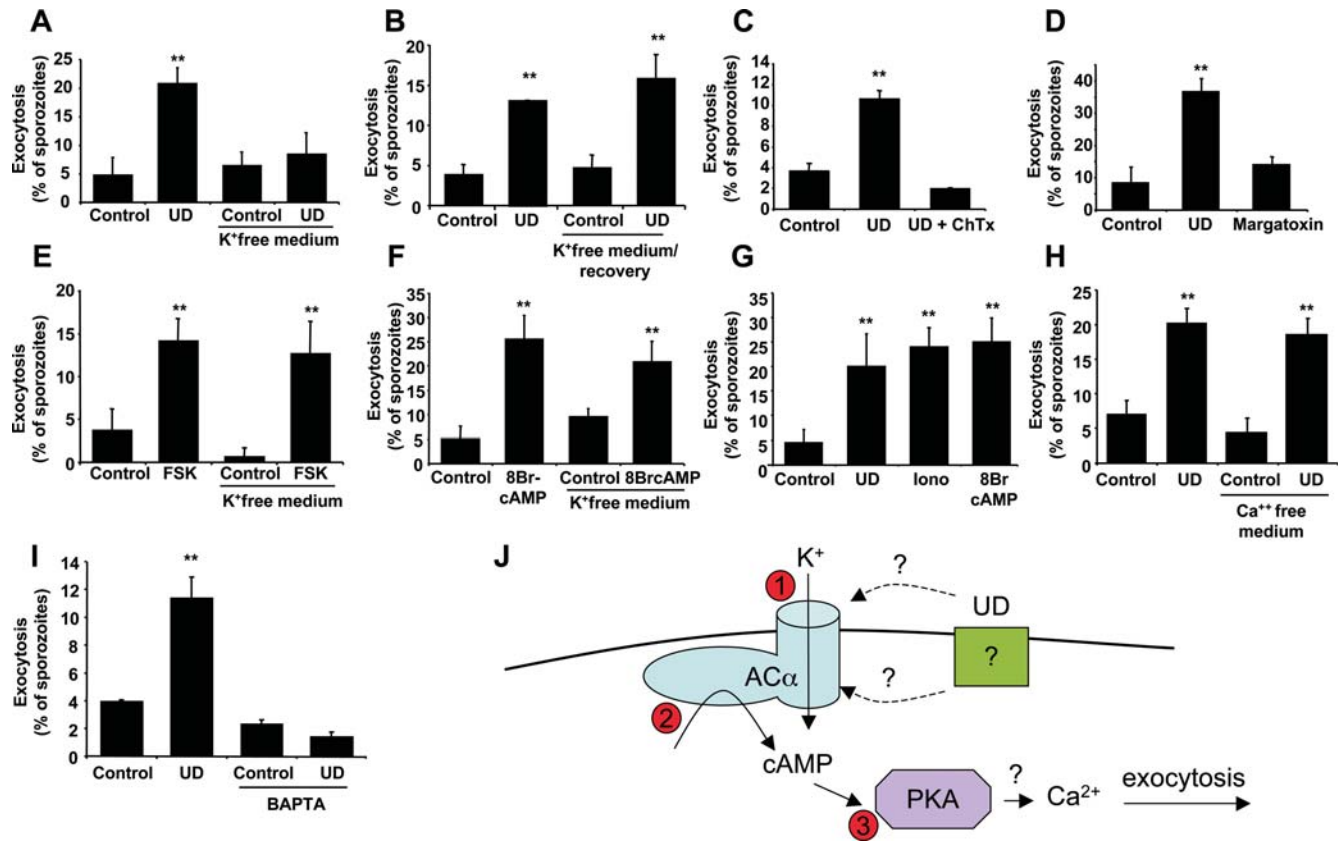 A
Exocytosis
(% of sporozoites)
25
20
15
10
5
0
**
Control UD Control UD
K⁺free medium
B
Exocytosis
(% of sporozoites)
20
15
10
5
0
** **
Control UD Control UD
K⁺free medium/
recovery
C
Exocytosis
(% of sporozoites)
14
12
10
8
6
4
2
0
**
Control UD UD + ChTx
D
Exocytosis
(% of sporozoites)
40
30
20
10
0
**
Control UD Margatoxin
E
Exocytosis
(% of sporozoites)
20
15
10
5
0
** **
Control FSK Control FSK
K⁺free medium
F
Exocytosis
(% of sporozoites)
35
30
25
20
15
10
5
0
** **
Control 8Br- Control 8BrcAMP
cAMP K⁺free medium
G
Exocytosis
(% of sporozoites)
35
30
25
20
15
10
5
0
** ** **
Control UD Iono 8Br
cAMP
H
Exocytosis
(% of sporozoites)
25
20
15
10
5
0
** **
Control UD Control UD
Ca⁺⁺ free
medium
I
Exocytosis
(% of sporozoites)
14
12
10
8
6
4
2
0
**
Control UD Control UD
BAPTA
J
K⁺
1
?
UD
?
ACα
?
2
cAMP
3
PKA
?
Ca²⁺
exocytosis